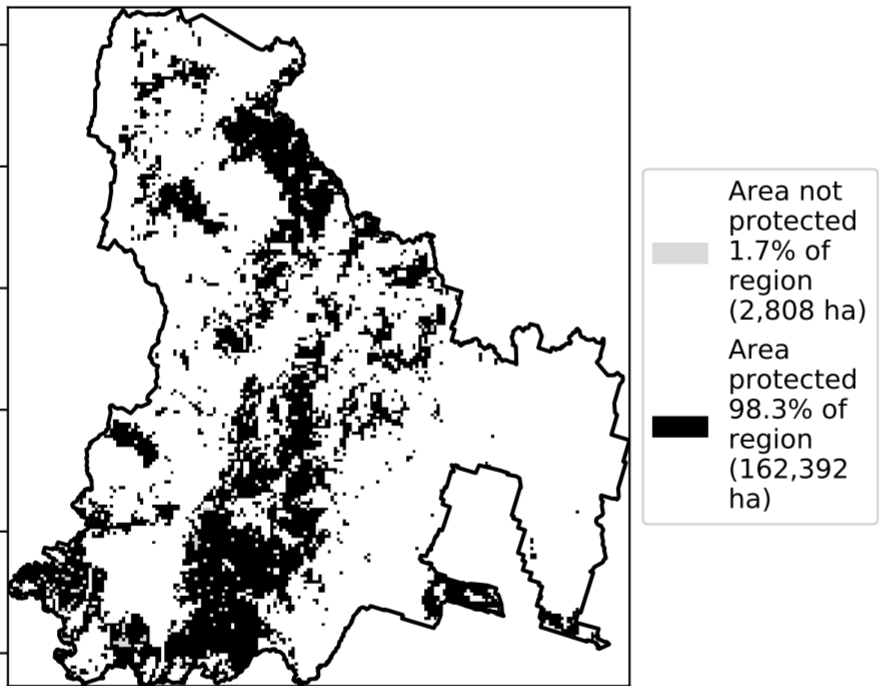 Area not
protected
1.7% of
region
(2,808 ha)
Area
protected
98.3% of
region
(162,392
ha)